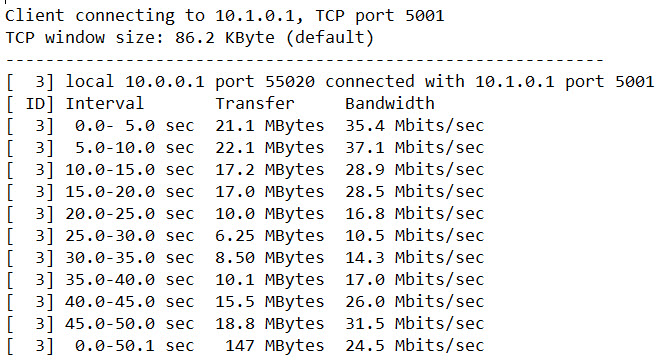 Client connecting to 10.1.0.1, TCP port 5001
TCP window size: 86.2 KByte (default)
------------------------------------------------------------
[  3] local 10.0.0.1 port 55020 connected with 10.1.0.1 port 5001
[ ID] Interval       Transfer     Bandwidth
[  3]  0.0- 5.0 sec  21.1 MBytes  35.4 Mbits/sec
[  3]  5.0-10.0 sec  22.1 MBytes  37.1 Mbits/sec
[  3] 10.0-15.0 sec  17.2 MBytes  28.9 Mbits/sec
[  3] 15.0-20.0 sec  17.0 MBytes  28.5 Mbits/sec
[  3] 20.0-25.0 sec  10.0 MBytes  16.8 Mbits/sec
[  3] 25.0-30.0 sec  6.25 MBytes  10.5 Mbits/sec
[  3] 30.0-35.0 sec  8.50 MBytes  14.3 Mbits/sec
[  3] 35.0-40.0 sec  10.1 MBytes  17.0 Mbits/sec
[  3] 40.0-45.0 sec  15.5 MBytes  26.0 Mbits/sec
[  3] 45.0-50.0 sec  18.8 MBytes  31.5 Mbits/sec
[  3]  0.0-50.1 sec   147 MBytes  24.5 Mbits/sec